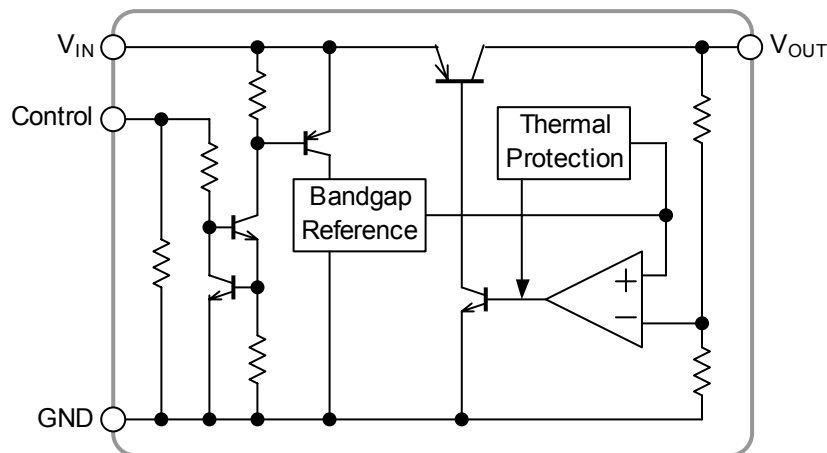 VIN
VOUT
Control
Thermal
Protection
Bandgap
Reference
+
−
GND